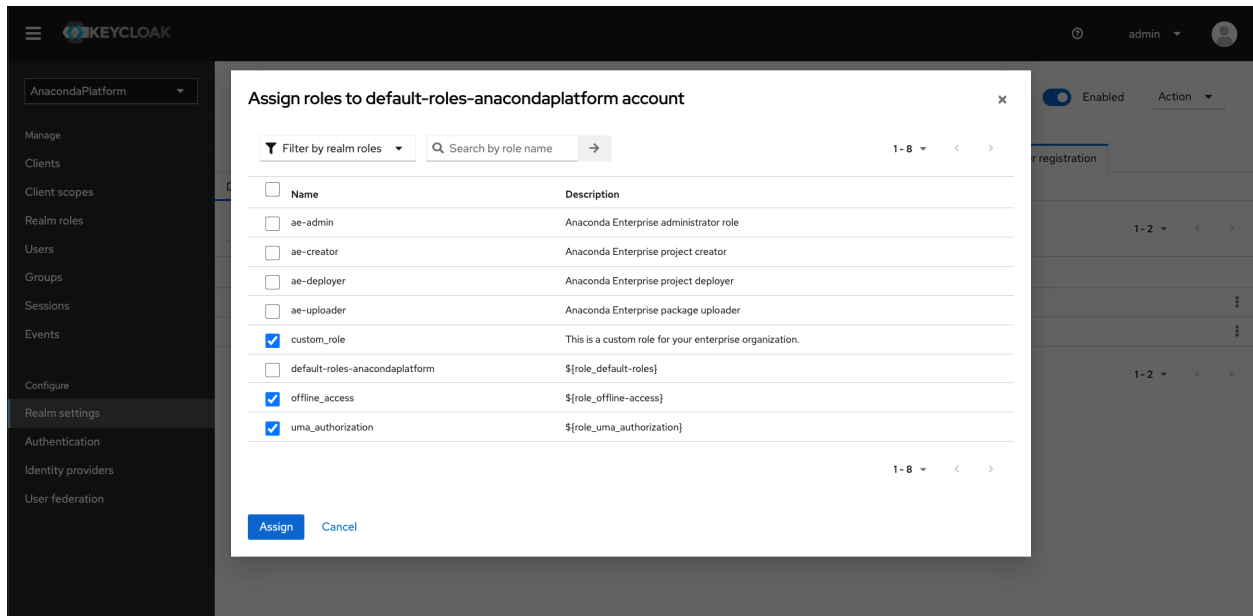 KEYCLOAK
admin
AnacondaPlatform
Manage
Clients
Client scopes
Realm roles
Users
Groups
Sessions
Events
Configure
Realm settings
Authentication
Identity providers
User federation
Enabled
Action
registration
1 - 2
1 - 2
Assign roles to default-roles-anacondaplatform account
Filter by realm roles
Search by role name
1 - 8
Name Description
ae-admin Anaconda Enterprise administrator role
ae-creator Anaconda Enterprise project creator
ae-deployer Anaconda Enterprise project deployer
ae-uploader Anaconda Enterprise package uploader
custom_role This is a custom role for your enterprise organization.
default-roles-anacondaplatform ${role_default-roles}
offline_access ${role_offline-access}
uma_authorization ${role_uma_authorization}
1 - 8
Assign Cancel